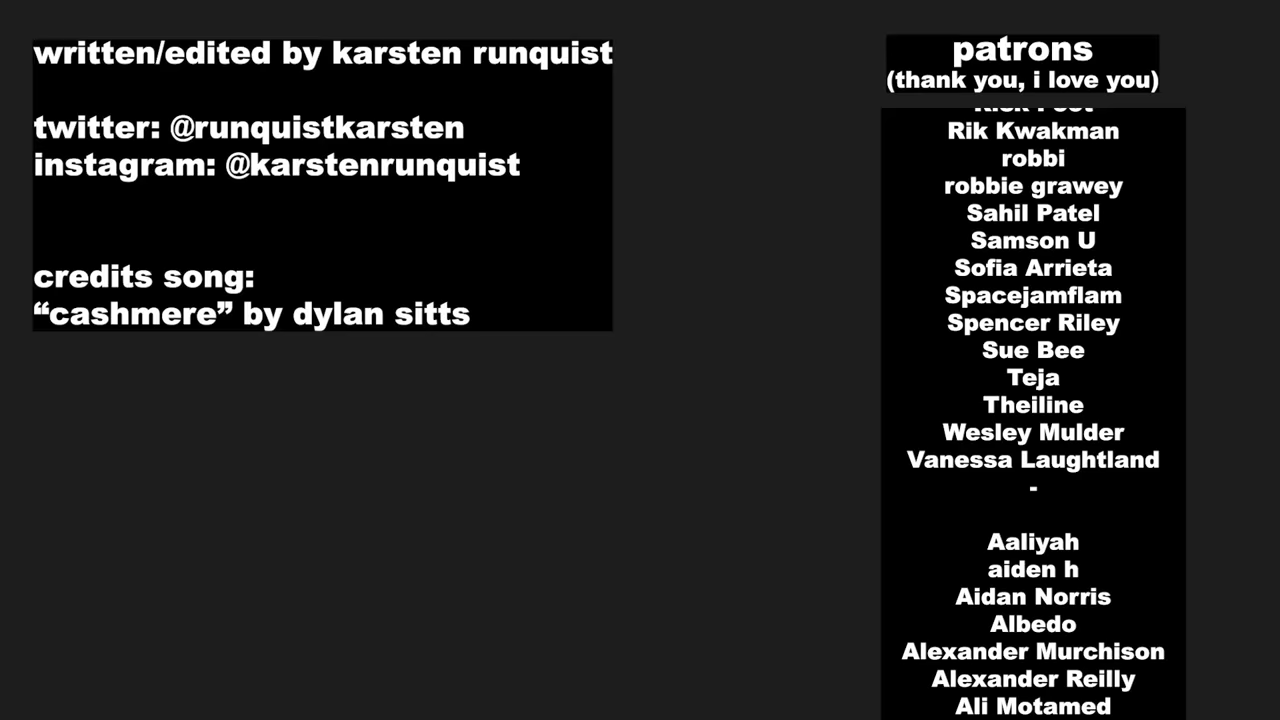 written/edited by karsten runquist
twitter: @runquistkarsten
instagram: @karstenrunquist
credits song:
“cashmere” by dylan sitts
patrons
(thank you, i love you)
Rik Kwakman
robbi
robbie grawey
Sahil Patel
Samson U
Sofia Arrieta
Spacejamflam
Spencer Riley
Sue Bee
Teja
Theiline
Wesley Mulder
Vanessa Laughtland
-
Aaliyah
aiden h
Aidan Norris
Albedo
Alexander Murchison
Alexander Reilly
Ali Motamed